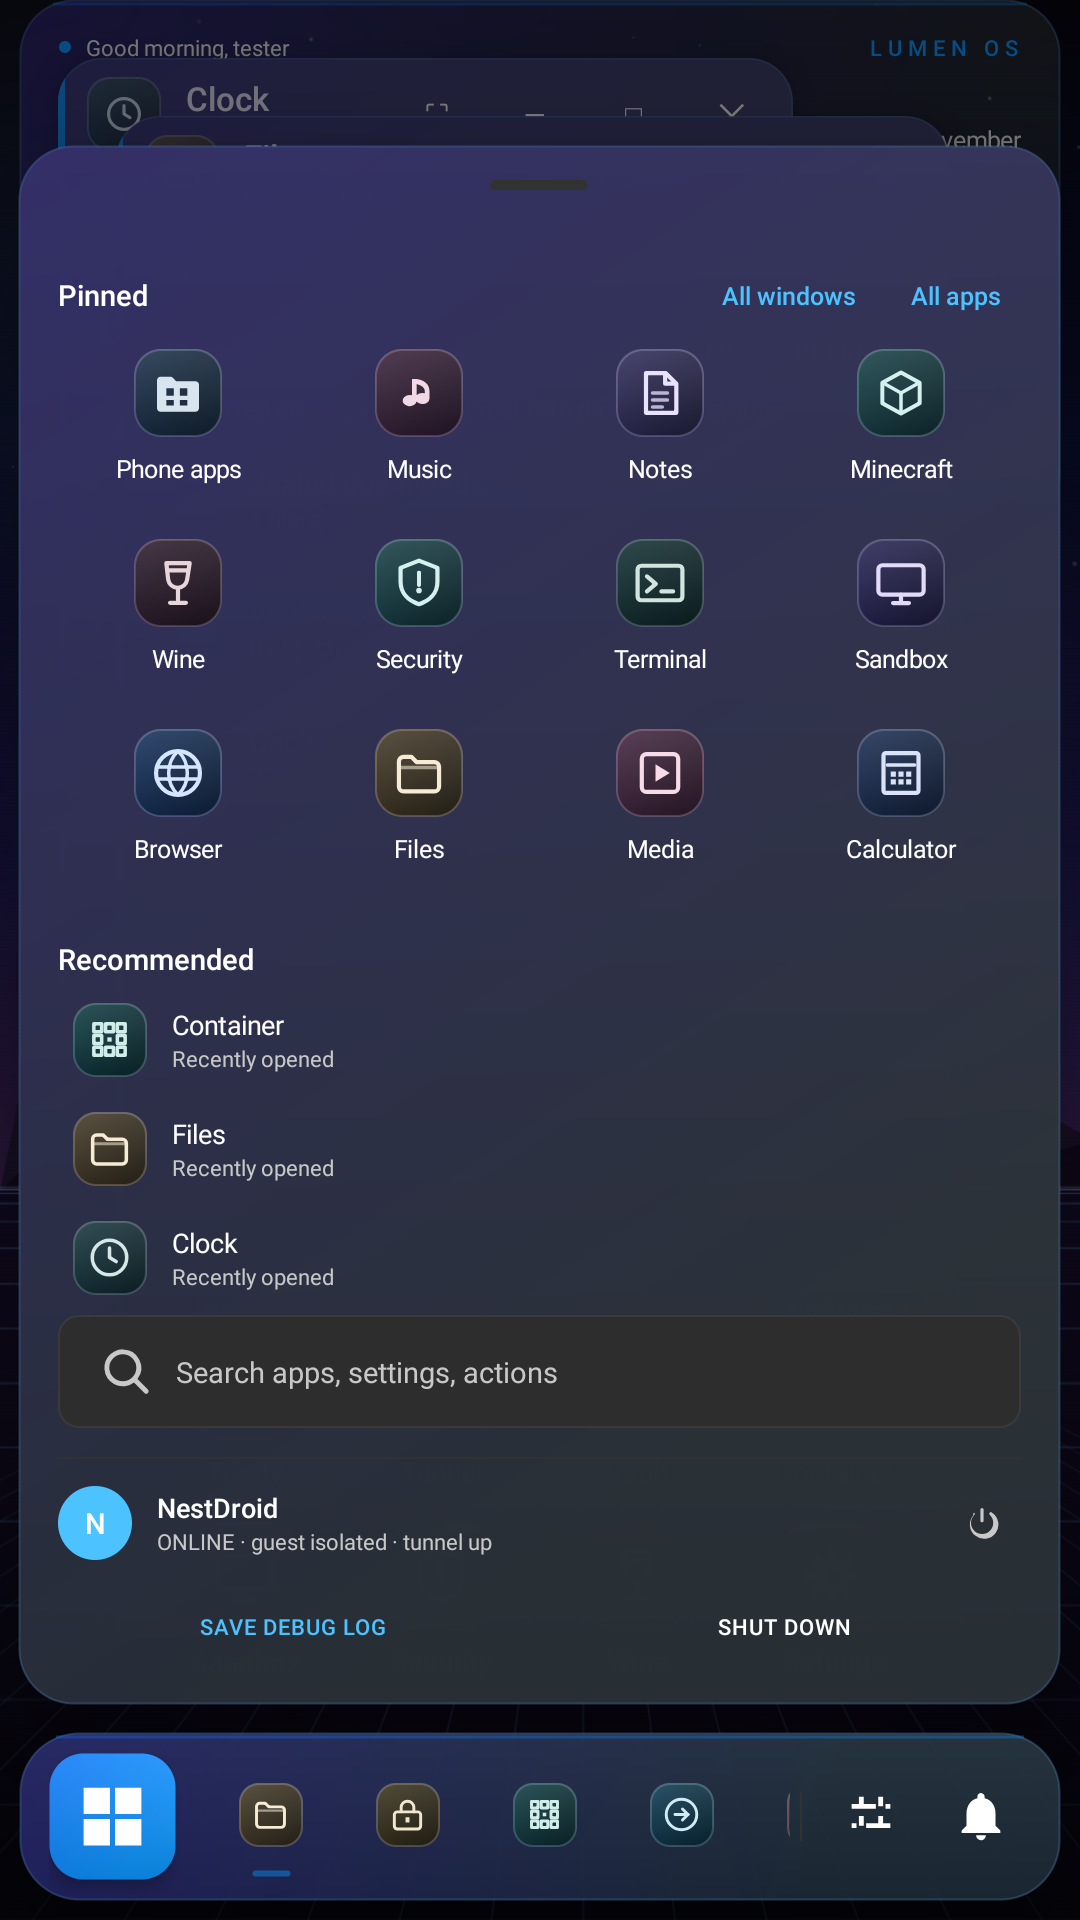 Good morning, tester
LUMEN OS
Clock
vember
Pinned
All windows
All apps
Phone apps
Music
Notes
Minecraft
Wine
Security
Terminal
Sandbox
Browser
Files
Media
Calculator
Recommended
Container
Recently opened
Files
Recently opened
Clock
Recently opened
Search apps, settings, actions
N
NestDroid
ONLINE · guest isolated · tunnel up
SAVE DEBUG LOG
SHUT DOWN